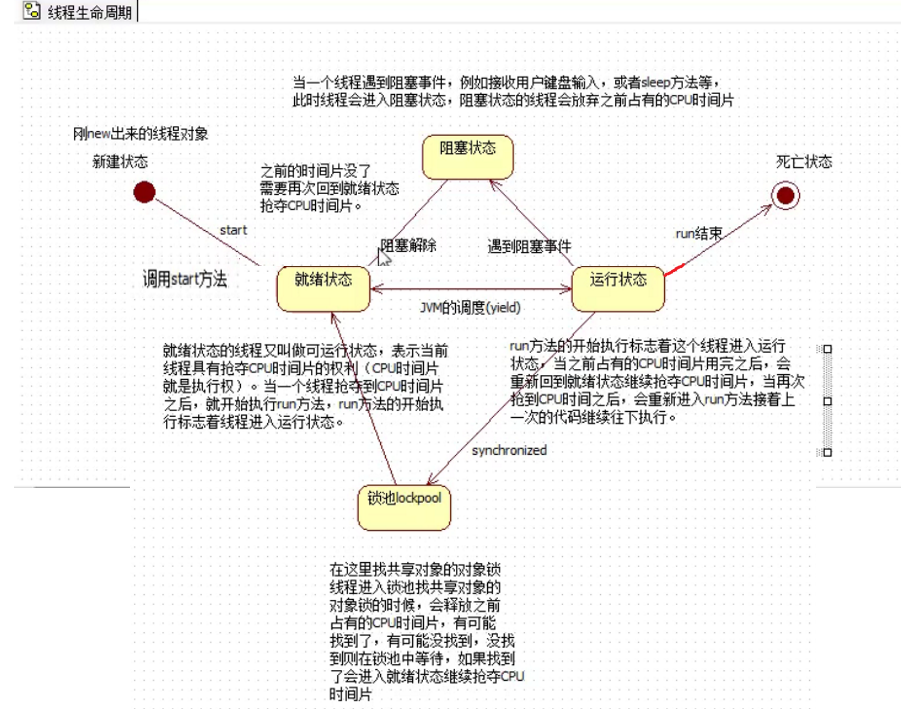 线程生命周期
当一个线程遇到阻塞事件，例如接收用户键盘输入，或者sleep方法等，
此时线程会进入阻塞状态，阻塞状态的线程会放弃之前占有的CPU时间片
刚new出来的线程对象
新建状态
阻塞状态
死亡状态
之前的时间片没了
需要再次回到就绪状态
抢夺CPU时间片。
start
阻塞解除
遇到阻塞事件
run结束
调用start方法
就绪状态
运行状态
JVM的调度(yield)
就绪状态的线程又叫做可运行状态，表示当前
线程具有抢夺CPU时间片的权利（CPU时间片
就是执行权）。当一个线程抢夺到CPU时间片
之后，就开始执行run方法，run方法的开始执
行标志着线程进入运行状态。
run方法的开始执行标志着这个线程进入运行
状态，当之前占有的CPU时间片用完之后，会
重新回到就绪状态继续抢夺CPU时间片，当再次
抢到CPU时间之后，会重新进入run方法接着上
一次的代码继续往下执行。
synchronized
锁池lockpool
在这里找共享对象的对象锁
线程进入锁池找共享对象的
对象锁的时候，会释放之前
占有的CPU时间片，有可能
找到了，有可能没找到，没找
到则在锁池中等待，如果找到
了会进入就绪状态继续抢夺CPU
时间片